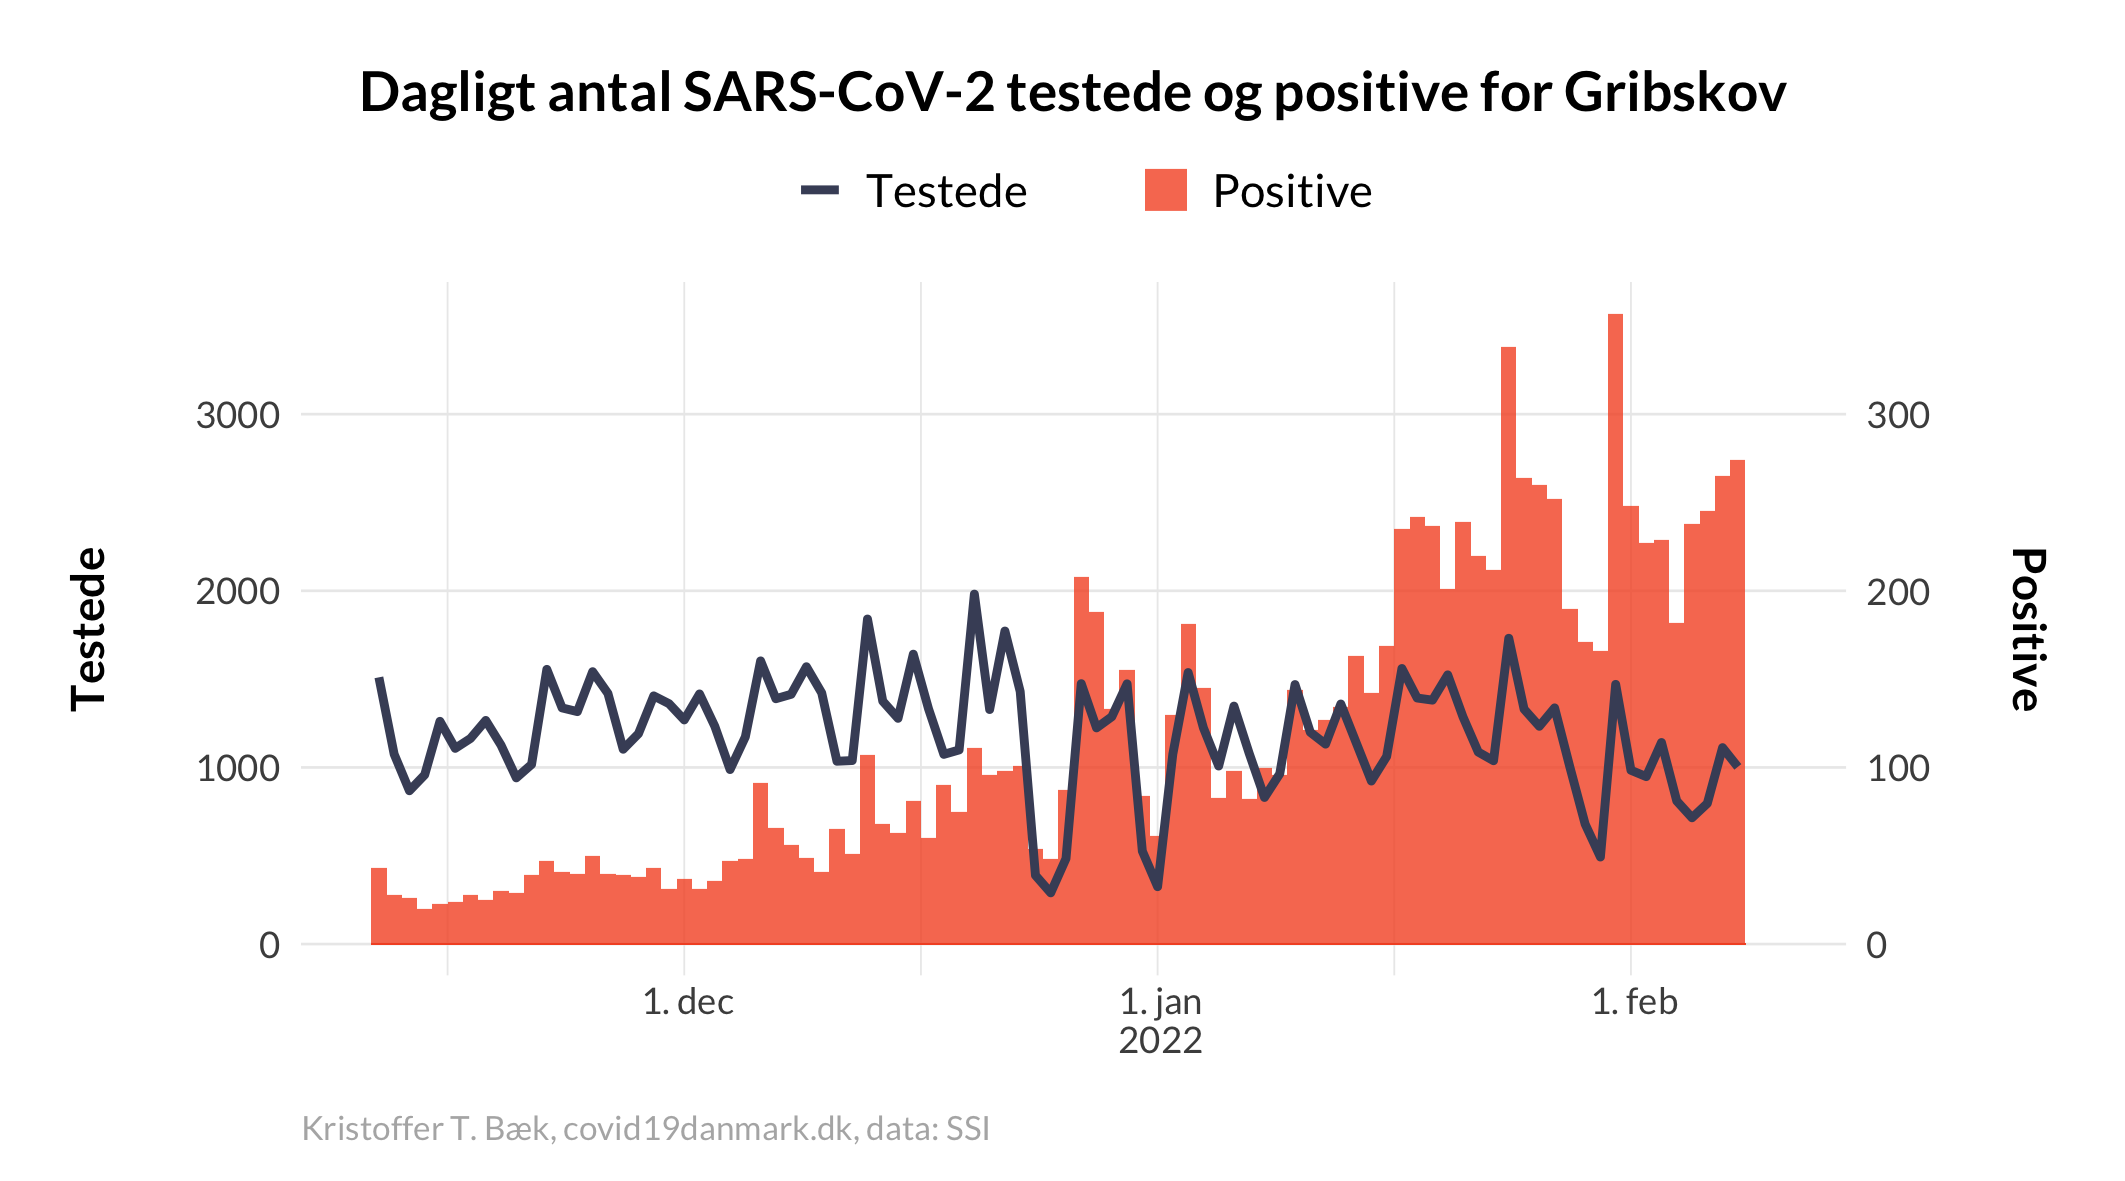 Dagligt antal SARS-CoV-2 testede og positive for Gribskov
Testede
Positive
3000
2000
1000
0
300
200
100
0
Testede
Positive
1. dec
1. jan
2022
1. feb
Kristoffer T. Bæk, covid19danmark.dk, data: SSI